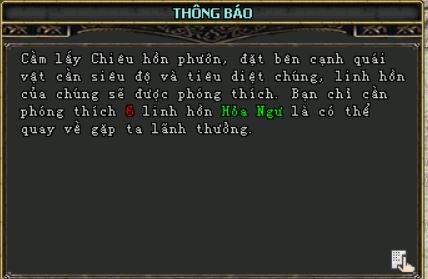 THÔNG BÁO
Cầm lấy Chiêu hồn phướn, đặt bên cạnh quái
vật cần siêu độ và tiêu diệt chúng, linh hồn
của chúng sẽ được phóng thích. Bạn chỉ cần
phóng thích 6 linh hồn Hỏa Ngư là có thể
quay về gặp ta lãnh thưởng.